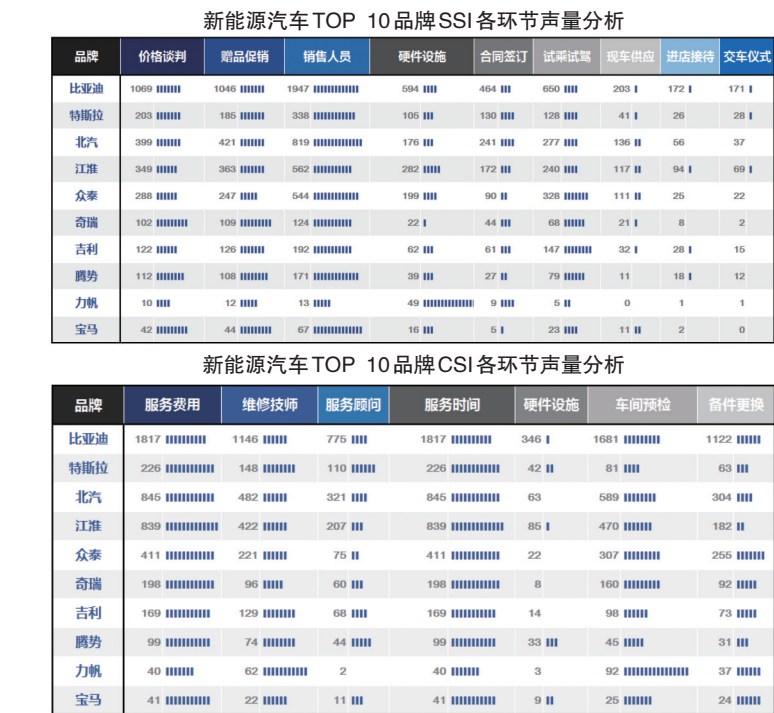 新能源汽车TOP 10品牌SSI各环节声量分析
品牌 价格谈判 赠品促销 销售人员 硬件设施 合同签订 试乘试驾 现车供应 进店接待 交车仪式
比亚迪 1069 1046 1947 594 464 650 203 172 171
特斯拉 203 185 338 105 130 128 41 26 28
北汽 399 421 819 176 241 277 136 56 37
江淮 349 363 562 282 172 240 117 94 69
众泰 288 247 544 199 90 328 111 25 22
奇瑞 102 109 124 22 44 68 21 8 2
吉利 122 126 192 62 61 147 32 28 15
腾势 112 108 171 39 27 79 11 18 12
力帆 10 12 13 49 9 5 0 1 1
宝马 42 44 67 16 5 23 11 2 0
新能源汽车TOP 10品牌CSI各环节声量分析
品牌 服务费用 维修技师 服务顾问 服务时间 硬件设施 车间预检 备件更换
比亚迪 1817 1146 775 1817 346 1681 1122
特斯拉 226 148 110 226 42 81 63
北汽 845 482 321 845 63 589 304
江淮 839 422 207 839 85 470 182
众泰 411 221 75 411 22 307 255
奇瑞 198 96 60 198 8 160 92
吉利 169 129 68 169 14 98 73
腾势 99 74 44 99 33 45 31
力帆 40 62 2 40 3 92 37
宝马 41 22 11 41 9 25 24